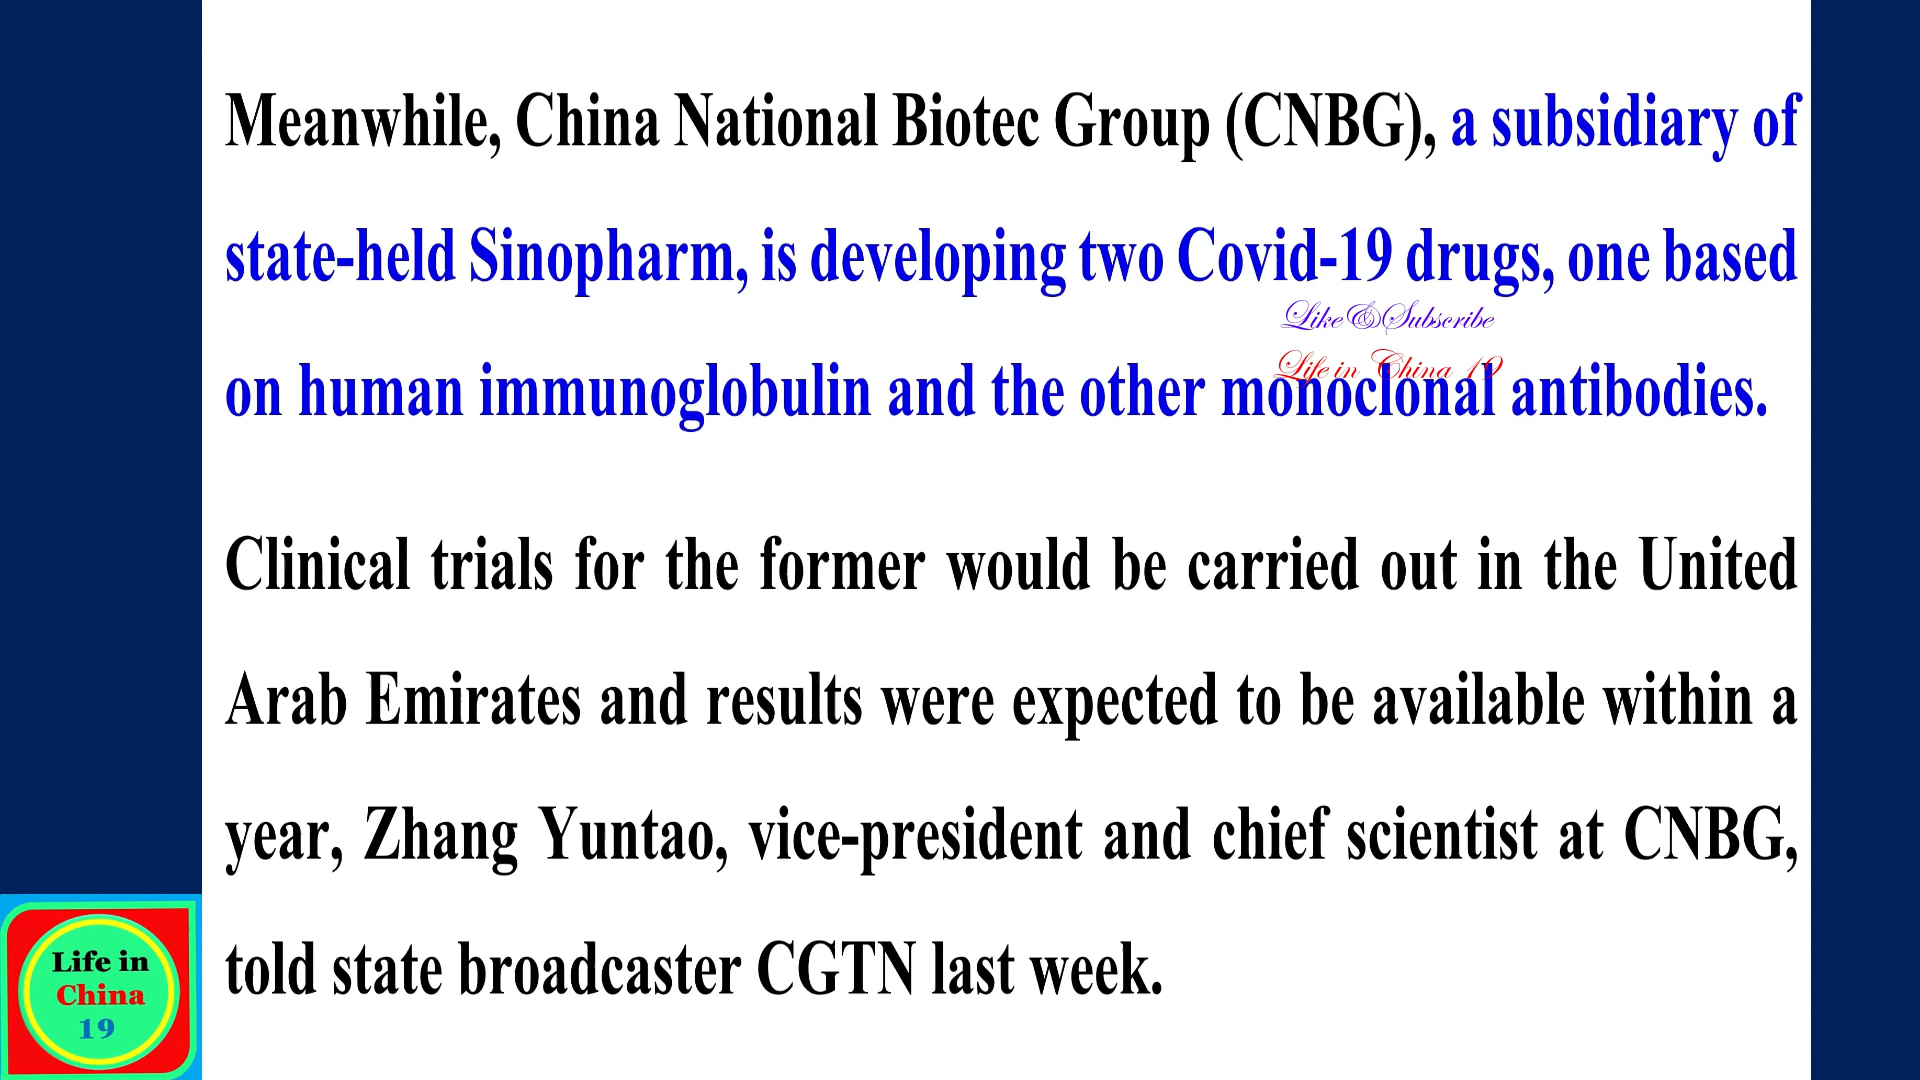 Meanwhile, China National Biotec Group (CNBG), a subsidiary of
state-held Sinopharm, is developing two Covid-19 drugs, one based
Like&Subscribe
Life in China 19
on human immunoglobulin and the other monoclonal antibodies.
Clinical trials for the former would be carried out in the United
Arab Emirates and results were expected to be available within a
year, Zhang Yuntao, vice-president and chief scientist at CNBG,
told state broadcaster CGTN last week.
Life in
China
19